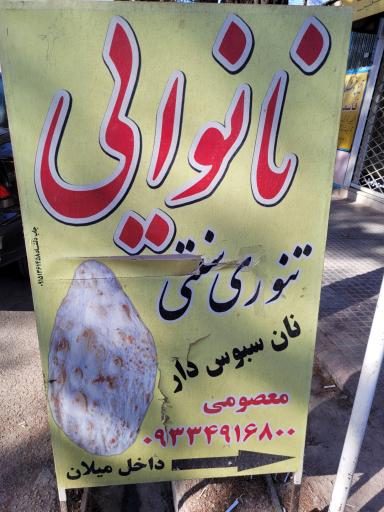 نانوایی
تنوری سنتی
نان سبوس دار
معصومی
۰۹۳۳۴۹۱۶۸۰۰
داخل میلان